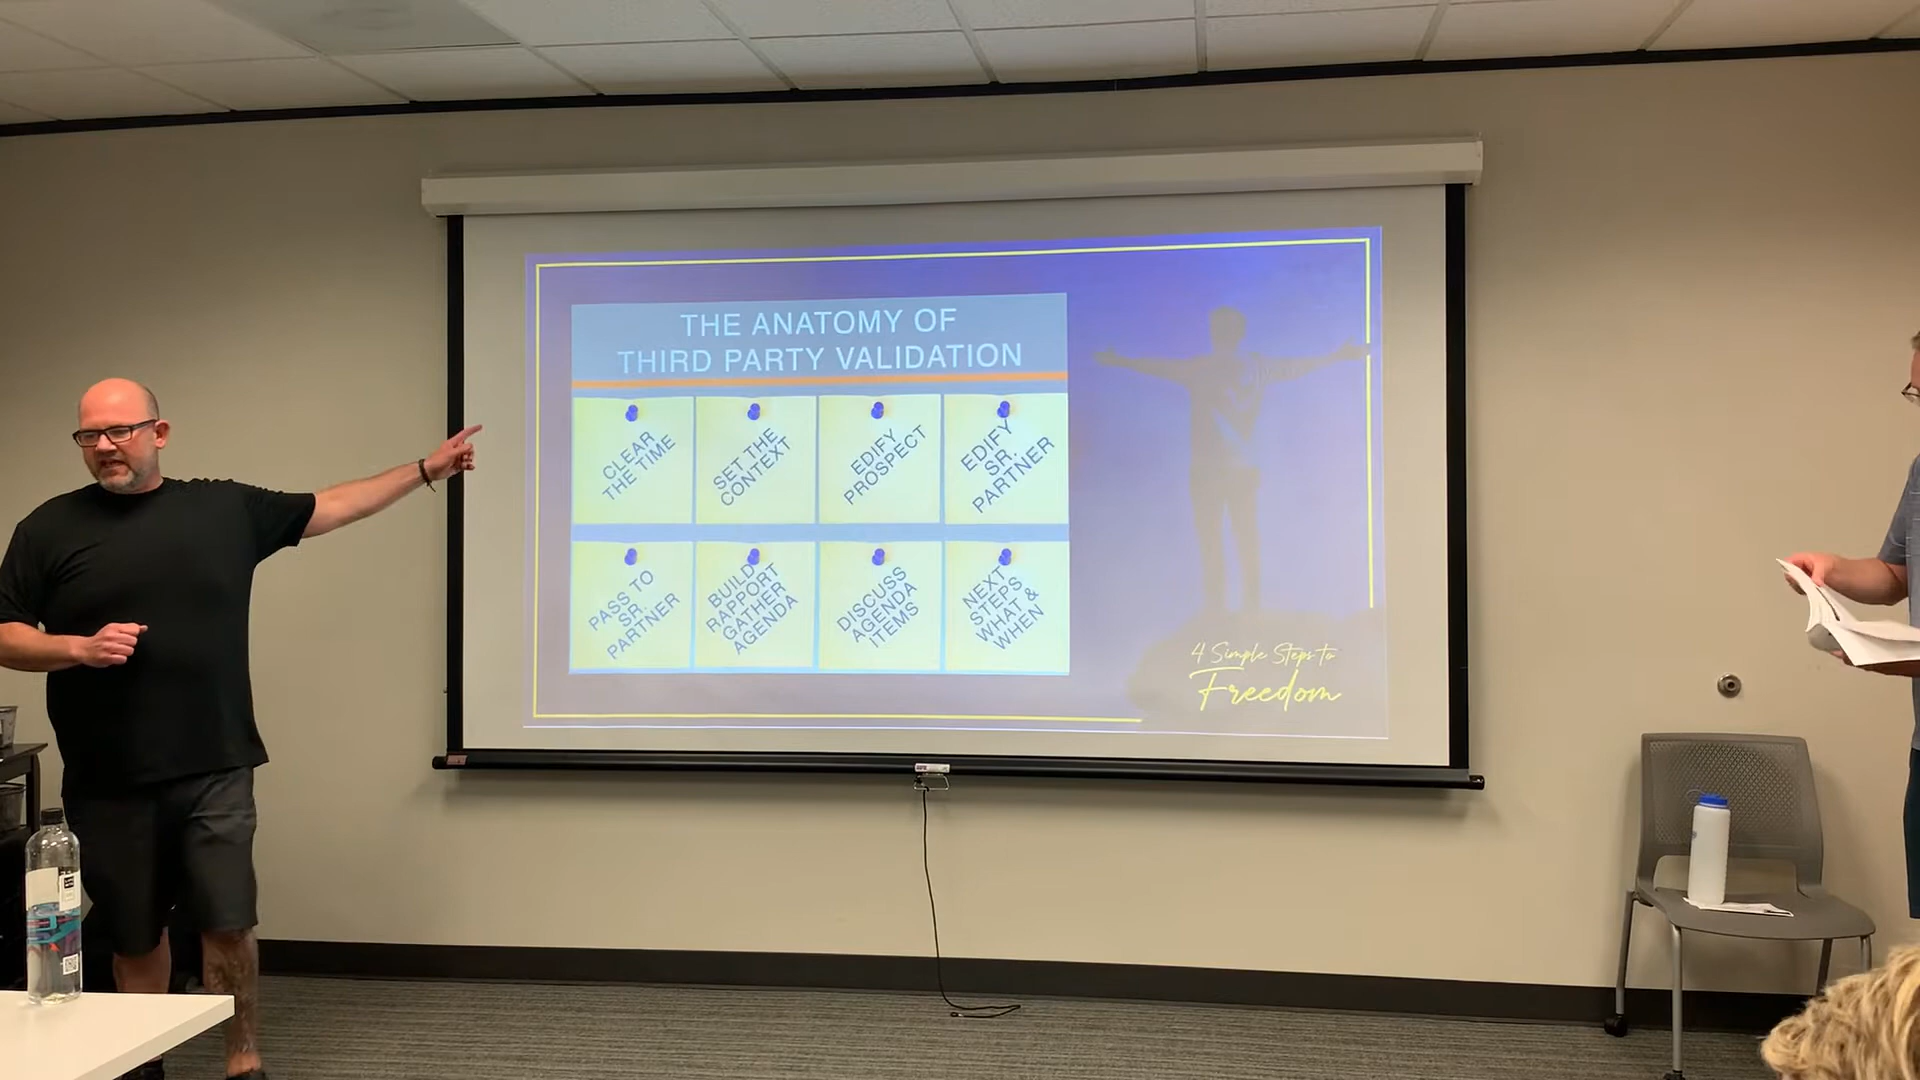 THE ANATOMY OF
THIRD PARTY VALIDATION
CLEAR
THE TIME
SET THE
CONTEXT
EDIFY
PROSPECT
EDIFY
SR.
PARTNER
PASS TO
SR.
PARTNER
BUILD
RAPPORT
GATHER
AGENDA
DISCUSS
AGENDA
ITEMS
NEXT
STEPS
WHAT &
WHEN
4 Simple Steps to
Freedom